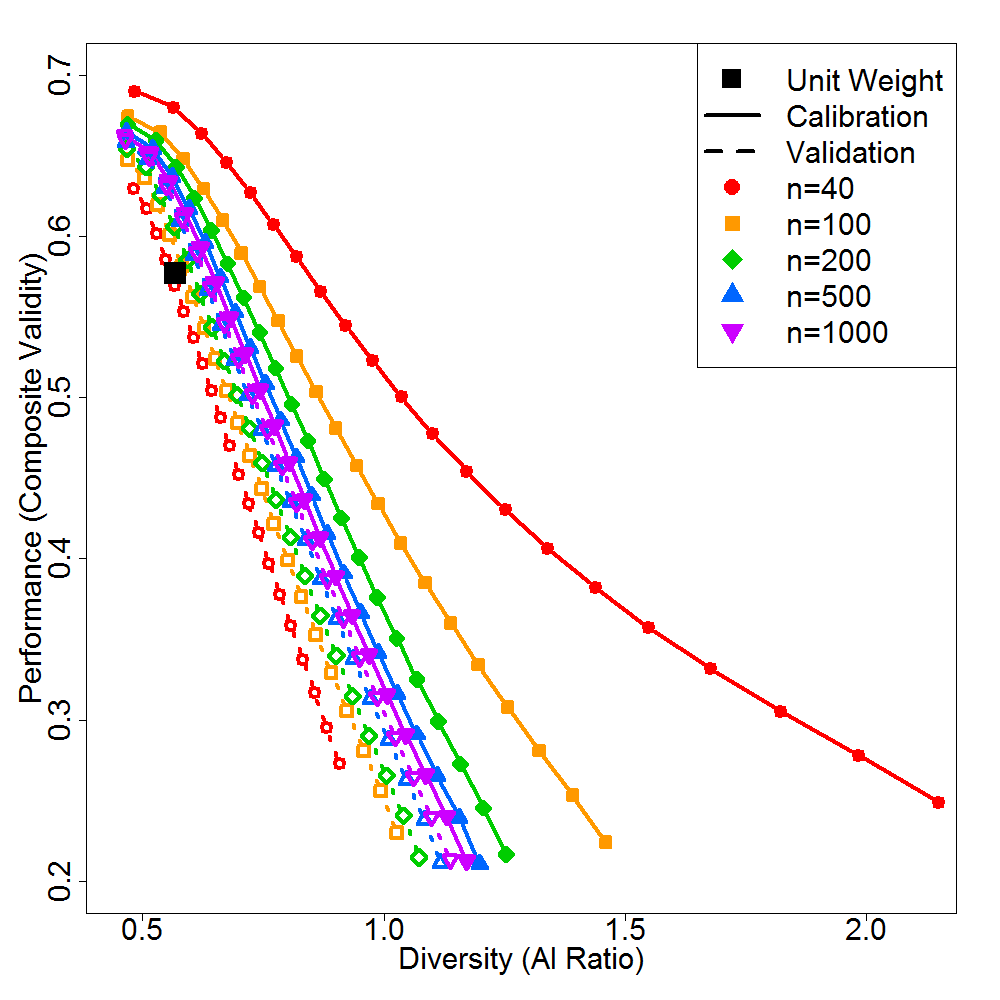 Unit Weight
Calibration
Validation
n=40
n=100
n=200
n=500
n=1000
Performance (Composite Validity)
0.7
0.6
0.5
0.4
0.3
0.2
0.5
1.0
1.5
2.0
Diversity (AI Ratio)